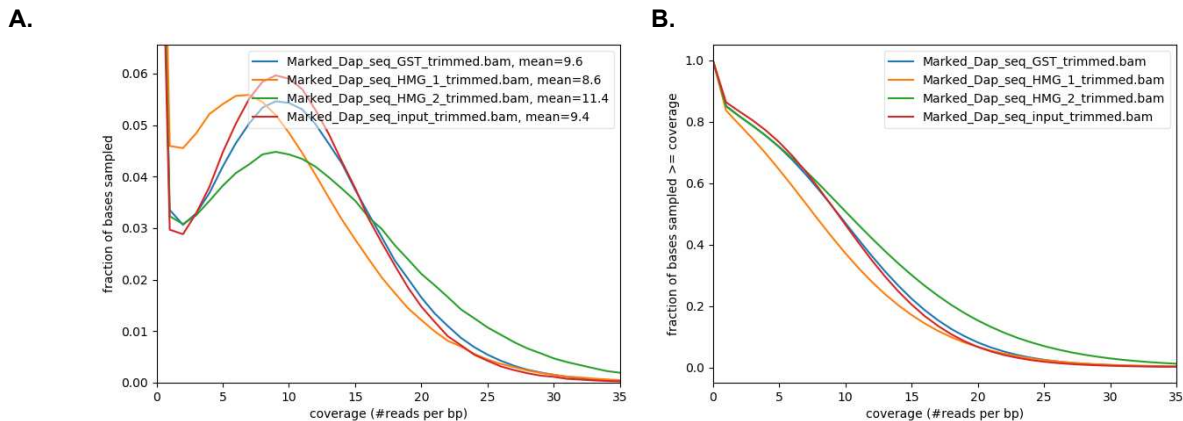 A.
B.
Marked_Dap_seq_GST_trimmed.bam, mean=9.6
Marked_Dap_seq_HMG_1_trimmed.bam, mean=8.6
Marked_Dap_seq_HMG_2_trimmed.bam, mean=11.4
Marked_Dap_seq_input_trimmed.bam, mean=9.4
fraction of bases sampled
0.06
0.05
0.04
0.03
0.02
0.01
0.00
0 5 10 15 20 25 30 35
coverage (#reads per bp)
Marked_Dap_seq_GST_trimmed.bam
Marked_Dap_seq_HMG_1_trimmed.bam
Marked_Dap_seq_HMG_2_trimmed.bam
Marked_Dap_seq_input_trimmed.bam
fraction of bases sampled >= coverage
1.0
0.8
0.6
0.4
0.2
0.0
0 5 10 15 20 25 30 35
coverage (#reads per bp)